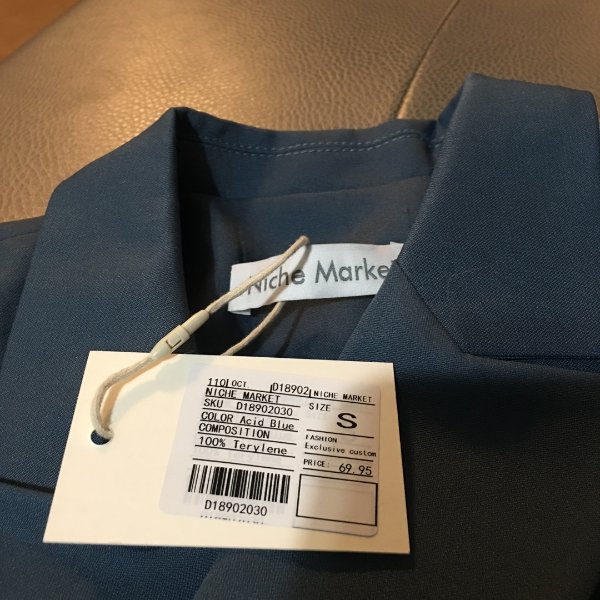 Niche Market
L
110 OCT D18902 NICHE MARKET
NICHE MARKET
SKU D18902030
COLOR Acid Blue
COMPOSITION
100% Terylene
SIZE
S
FASHION
Exclusive custom
PRICE: 69.95
D18902030